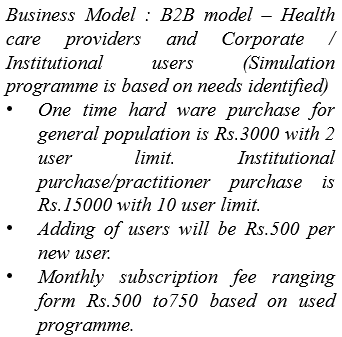 Business Model : B2B model – Health
care providers and Corporate /
Institutional users (Simulation
programme is based on needs identified)
• One time hard ware purchase for
general population is Rs.3000 with 2
user limit. Institutional
purchase/practitioner purchase is
Rs.15000 with 10 user limit.
• Adding of users will be Rs.500 per
new user.
• Monthly subscription fee ranging
form Rs.500 to750 based on used
programme.